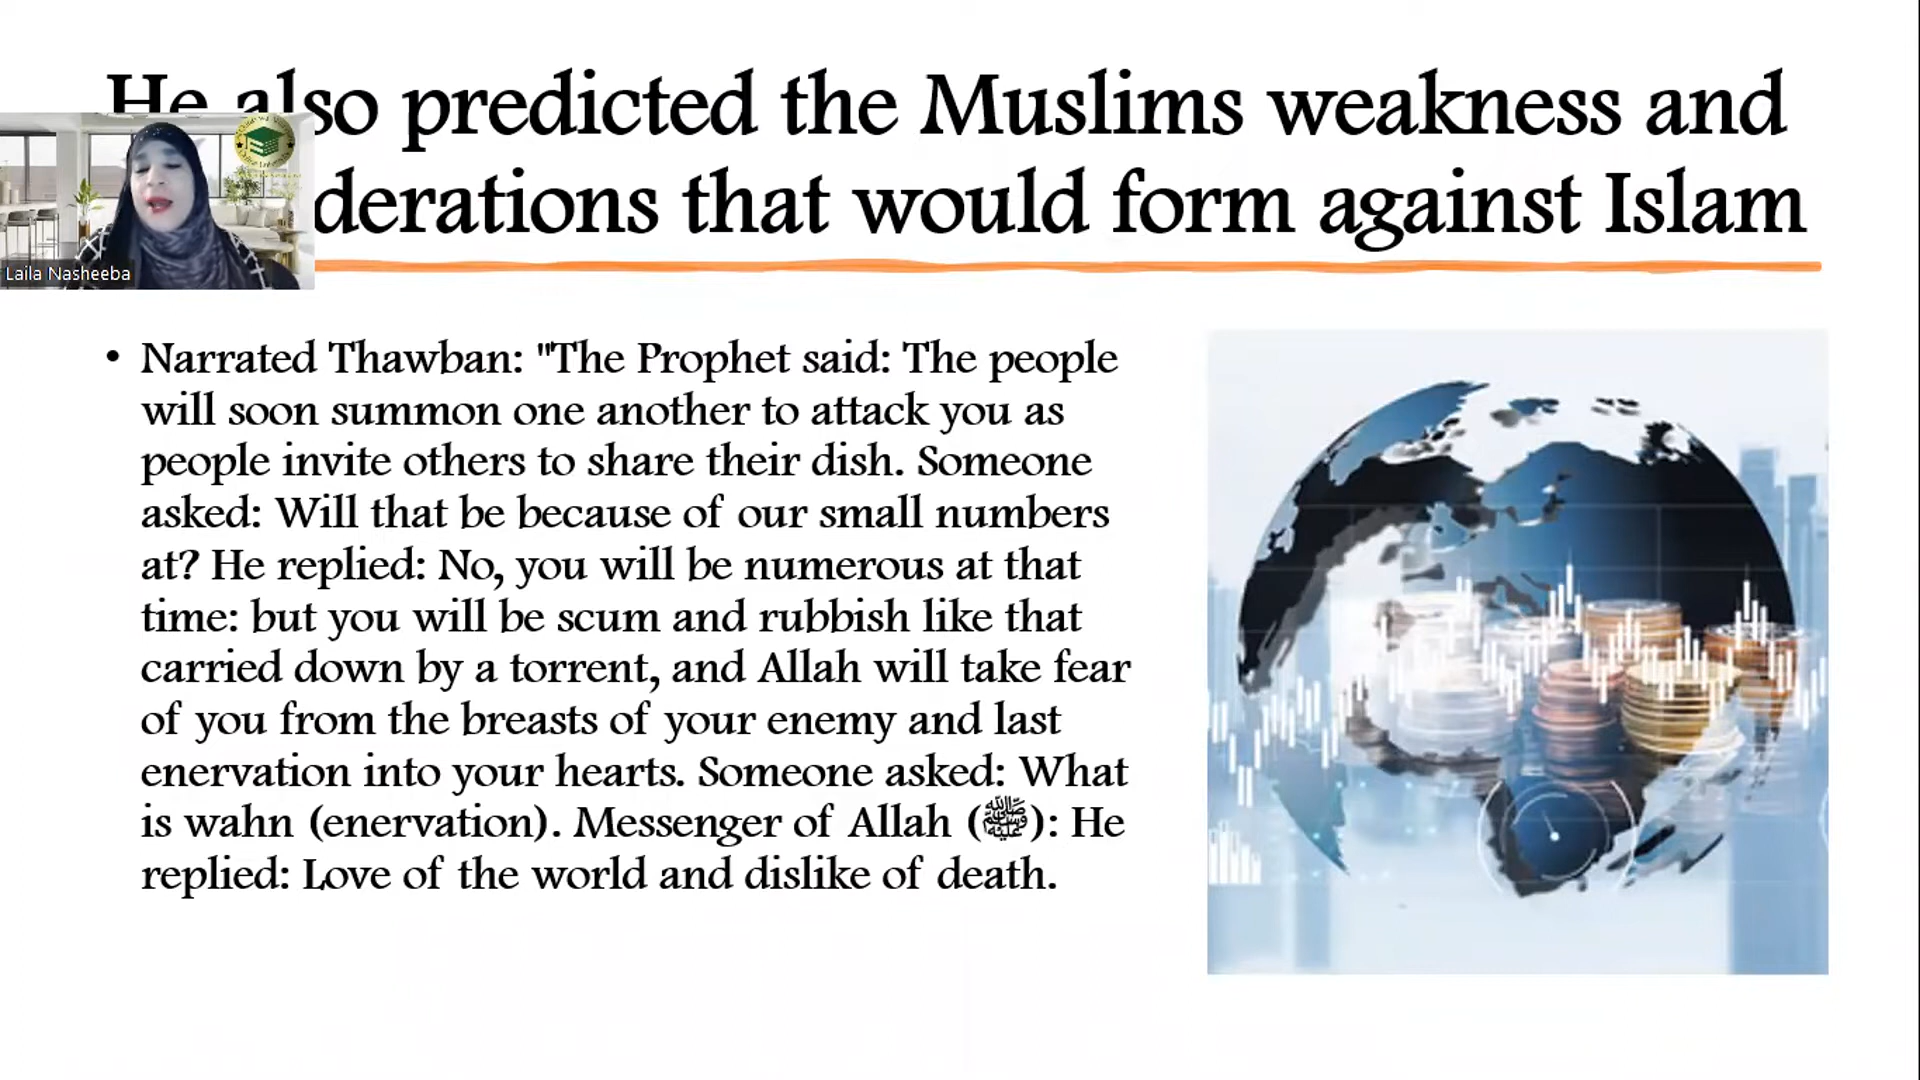 He also predicted the Muslims weakness and
derations that would form against Islam
Laila Nasheeba
• Narrated Thawban: "The Prophet said: The people
will soon summon one another to attack you as
people invite others to share their dish. Someone
asked: Will that be because of our small numbers
at? He replied: No, you will be numerous at that
time: but you will be scum and rubbish like that
carried down by a torrent, and Allah will take fear
of you from the breasts of your enemy and last
enervation into your hearts. Someone asked: What
is wahn (enervation). Messenger of Allah (ﷺ): He
replied: Love of the world and dislike of death.